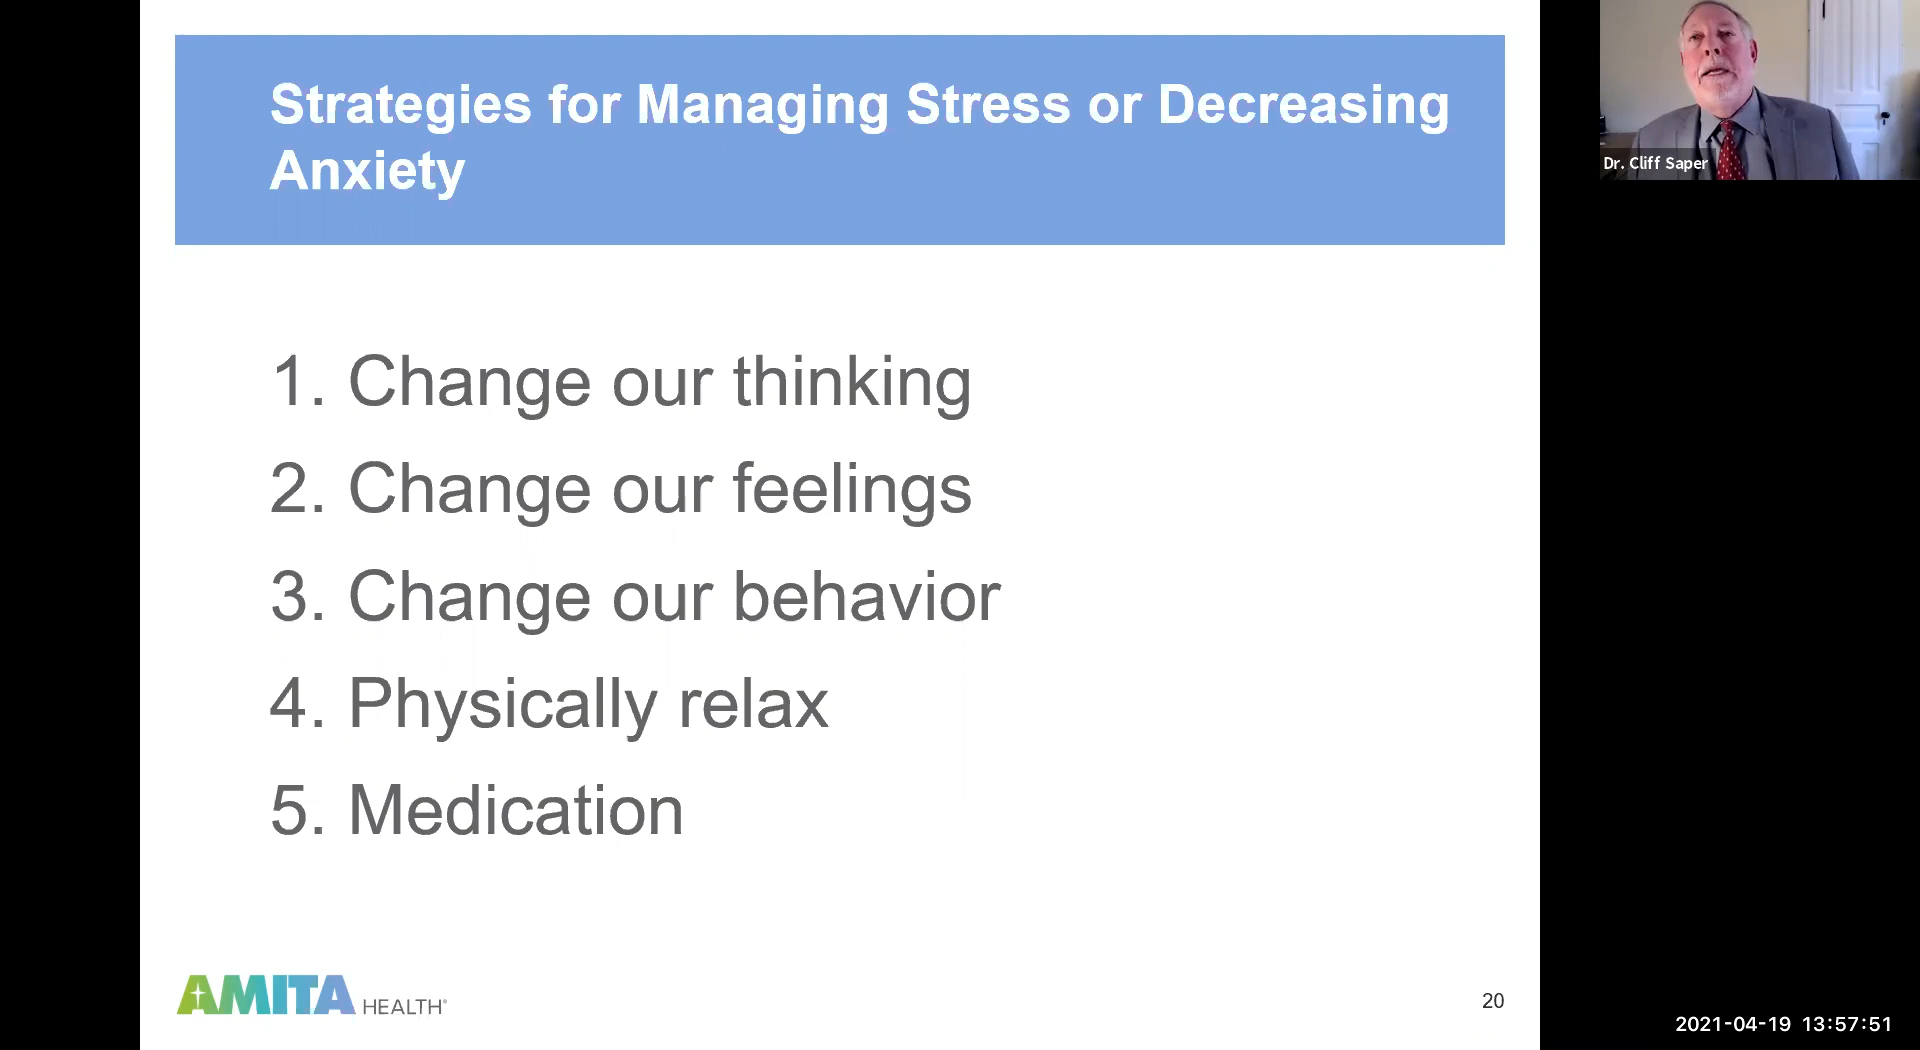 Strategies for Managing Stress or Decreasing
Anxiety
1. Change our thinking
2. Change our feelings
3. Change our behavior
4. Physically relax
5. Medication
AMITA HEALTH®
20
Dr. Cliff Saper
2021-04-19 13:57:51